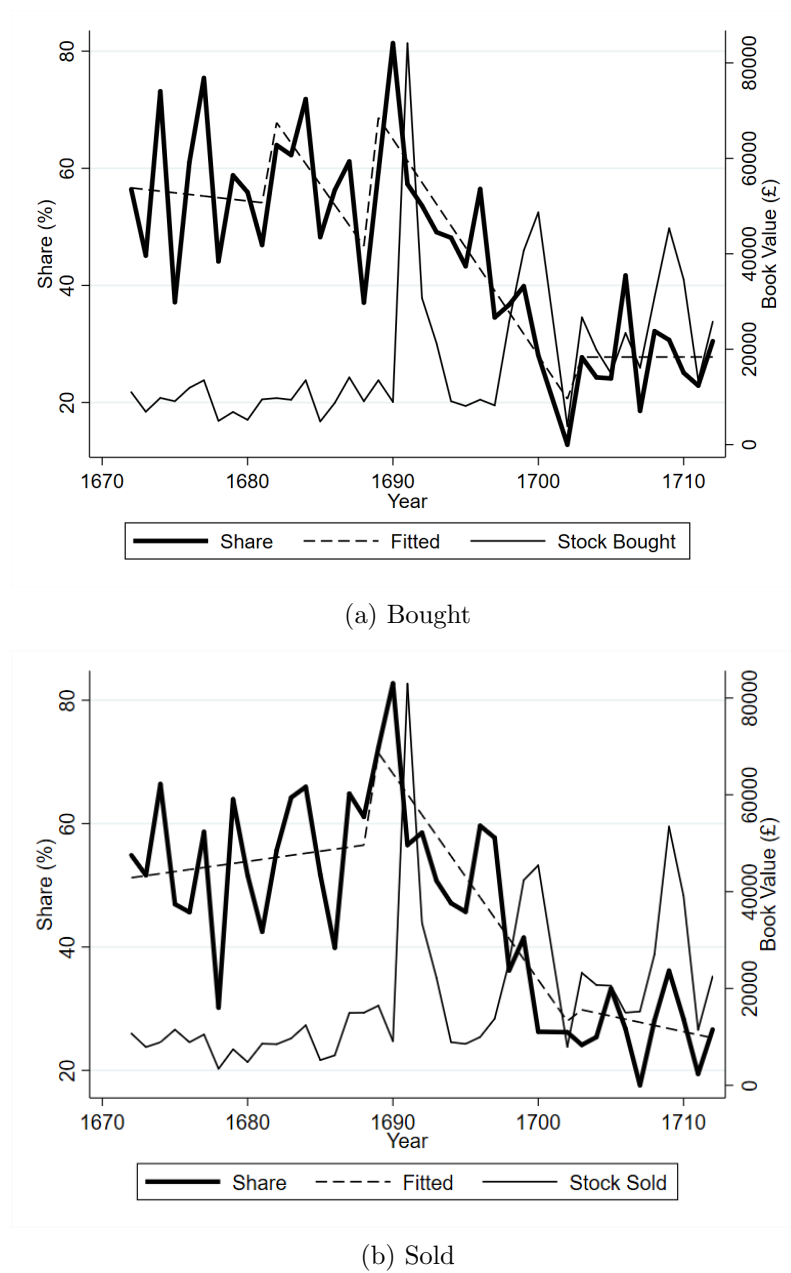 80
60
40
20
Share (%)
80000
60000
40000
20000
0
Book Value (£)
1670 1680 1690 1700 1710
Year
Share Fitted Stock Bought
(a) Bought
80
60
40
20
Share (%)
80000
60000
40000
20000
0
Book Value (£)
1670 1680 1690 1700 1710
Year
Share Fitted Stock Sold
(b) Sold